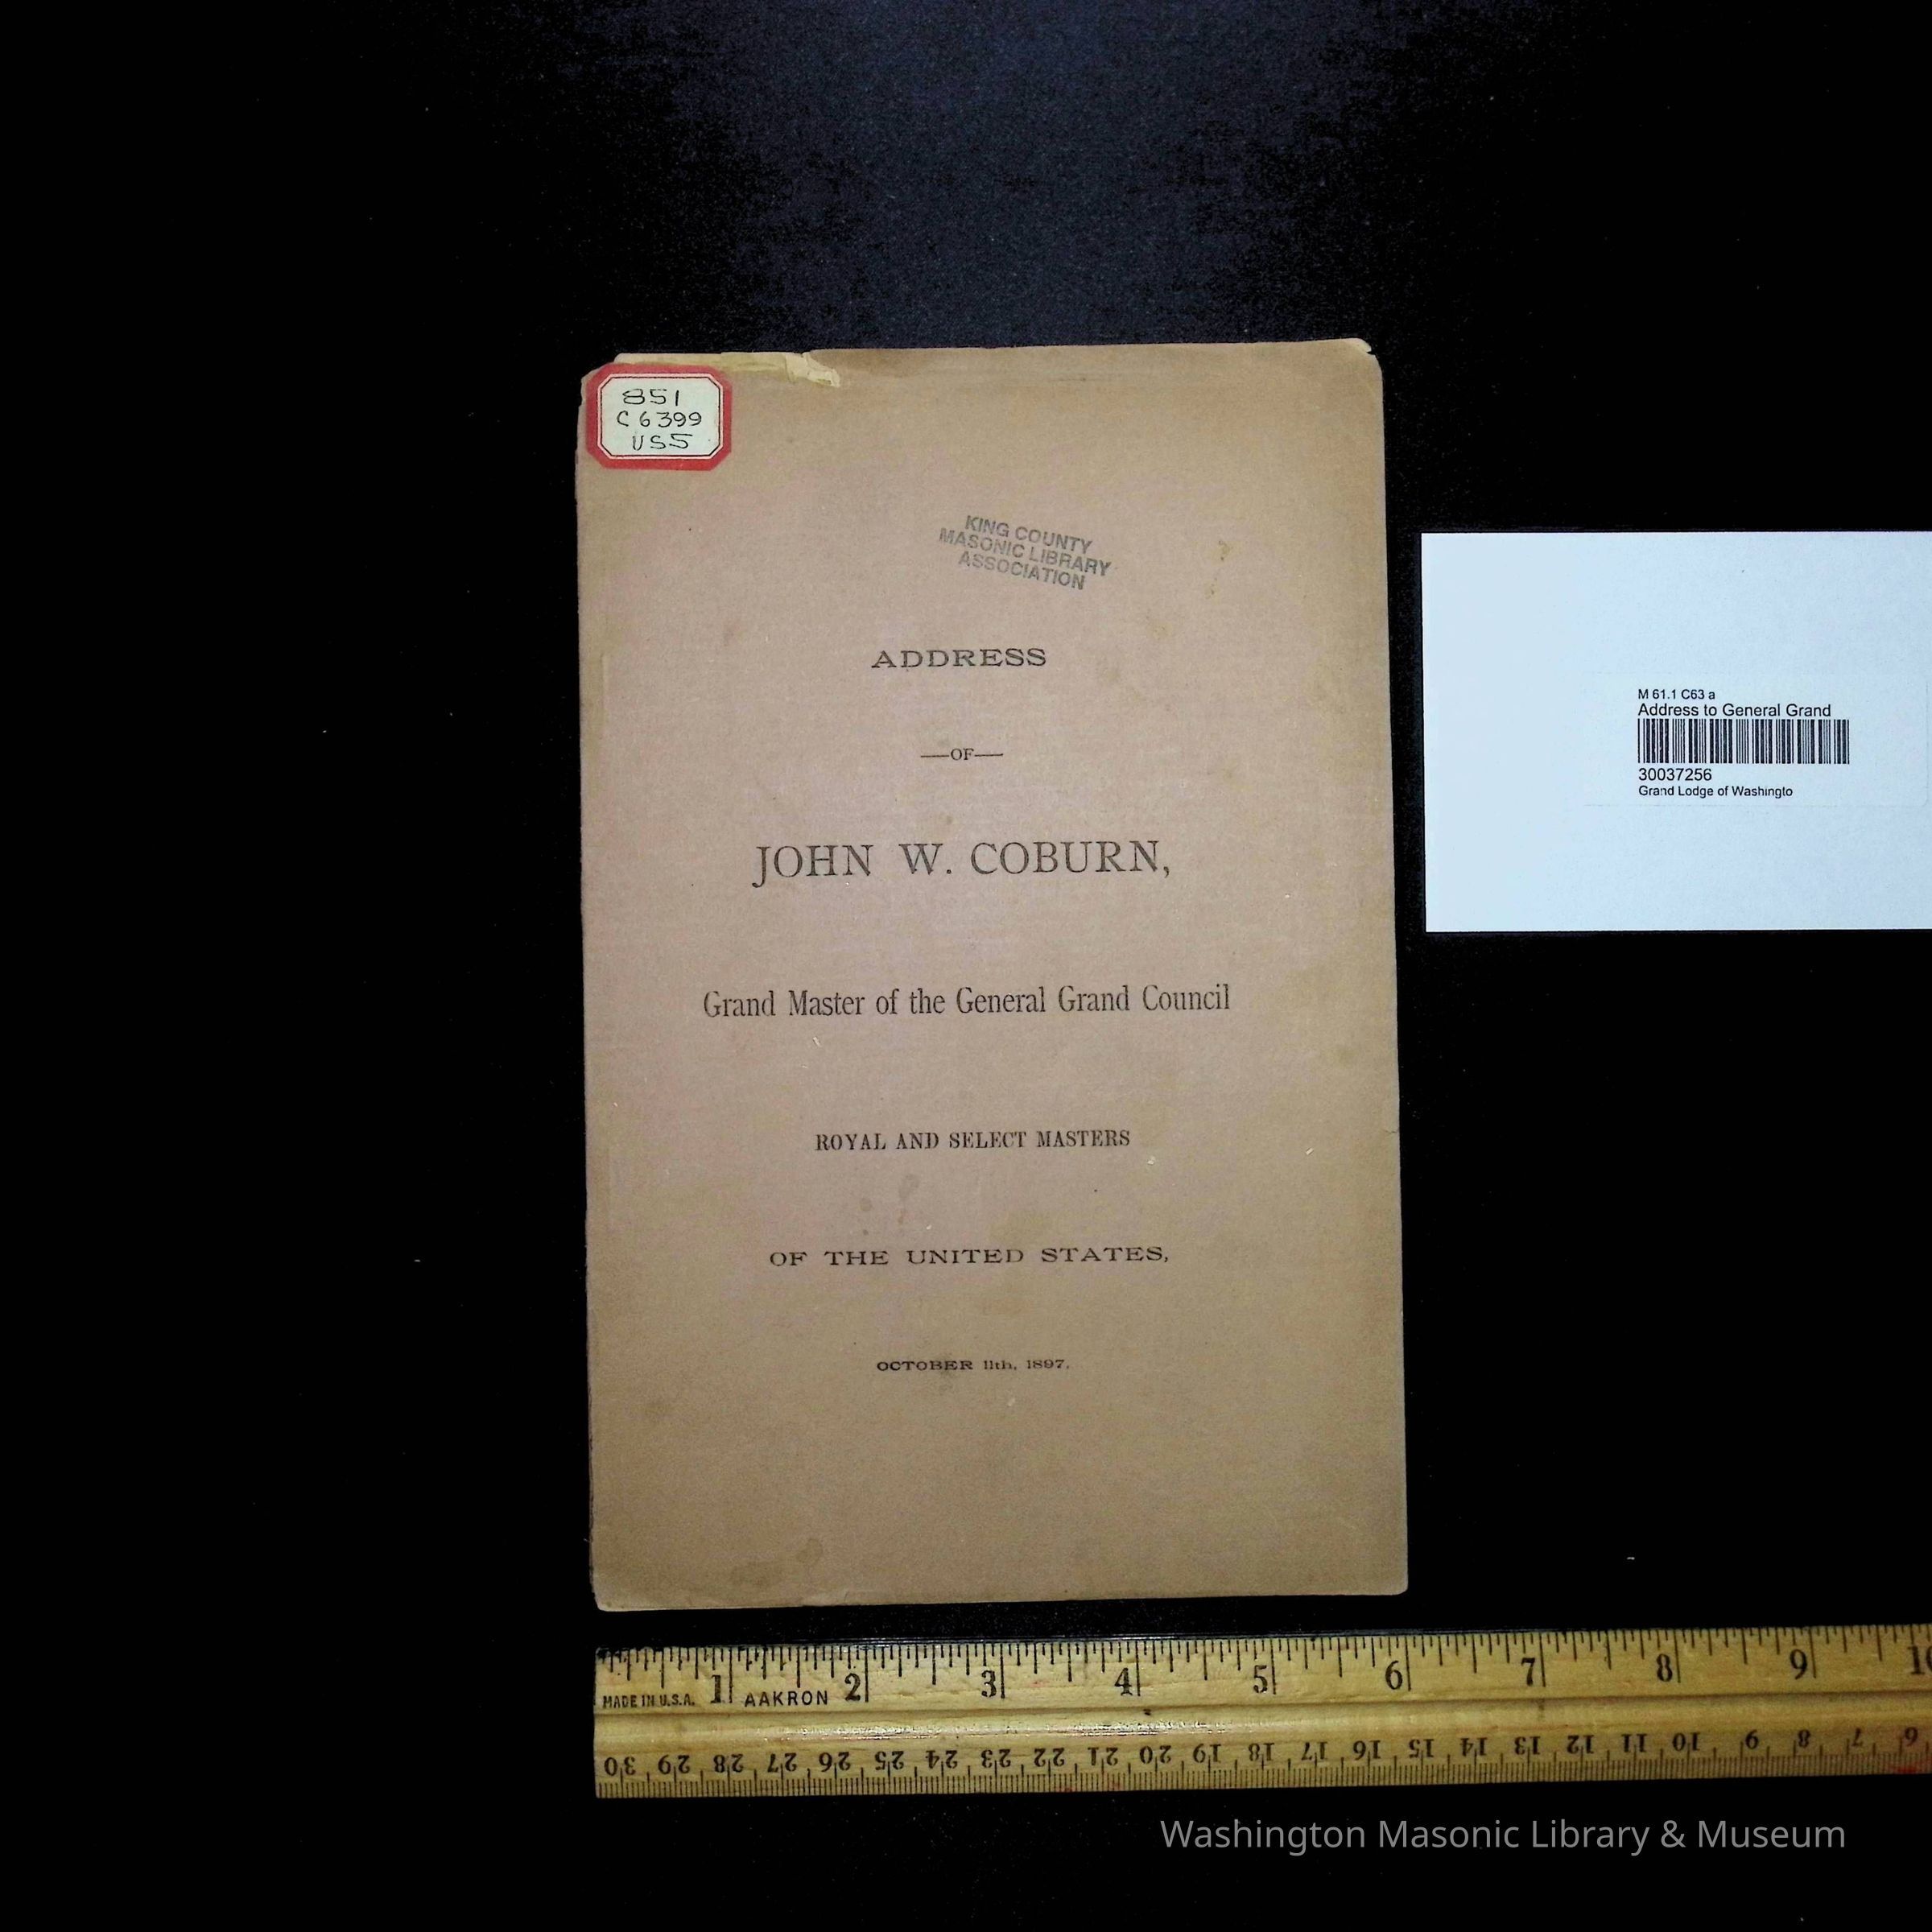 851
C6399
US5
KING COUNTY
MASONIC LIBRARY
ASSOCIATION
ADDRESS
—OF—
JOHN W. COBURN,
Grand Master of the General Grand Council
ROYAL AND SELECT MASTERS
OF THE UNITED STATES,
OCTOBER 11th, 1897.
M 61.1 C63 a
Address to General Grand
30037256
Grand Lodge of Washingto
1 2 3 4 5 6 7 8 9 10
MADE IN U.S.A. AAKRON
30 29 28 27 26 25 24 23 22 21 20 19 18 17 16 15 14 13 12 11 10 9 8 7 6
Washington Masonic Library & Museum